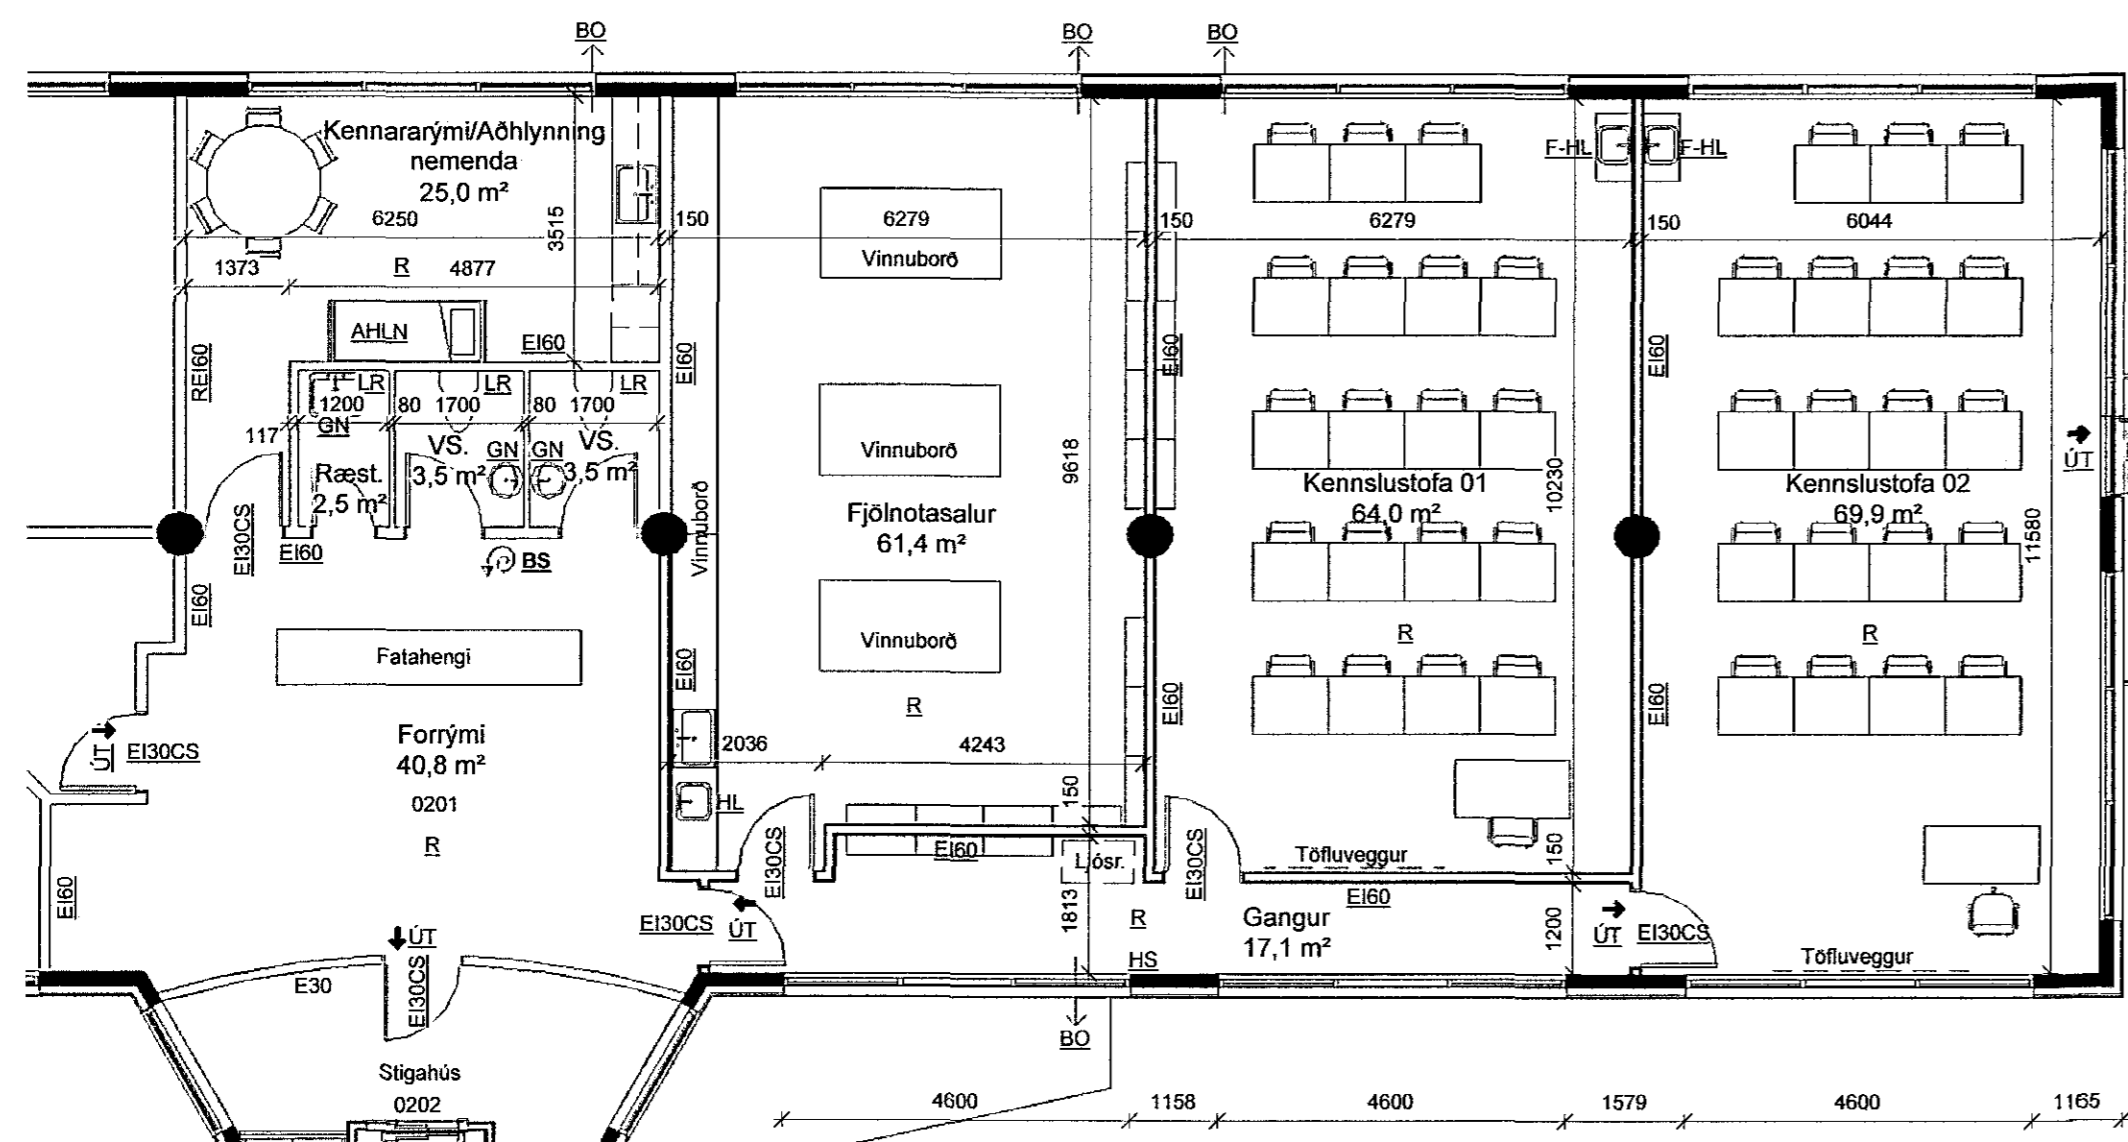 BO
BO
BO
Kennararými/Aðhlynning
nemenda
25,0 m²
6250
3515
150
6279
150
6279
150
6044
F-HL
F-HL
1373
R
4877
Vinnuborð
AHLN
EI60
REI60
EI60
EI60
EI60
LR
LR
LR
1200
80
1700
80
1700
GN
117
VS.
3,5 m²
GN
GN
VS.
3,5 m²
Ræst.
2,5 m²
Vinnuborð
Vinnuborð
9618
10230
11580
Kennslustofa 01
64,0 m²
Kennslustofa 02
69,9 m²
ÚT
Fjölnotasalur
61,4 m²
EI30CS
EI60
BS
EI60
Vinnuborð
Fatahengi
EI60
EI60
EI60
R
R
R
Forrými
40,8 m²
0201
R
ÚT
EI30CS
2036
4243
HL
150
EI60
Ljósr.
EI30CS
EI30CS
Töfluveggur
150
EI60
EI60
EI30CS
ÚT
1813
R
HS
Gangur
17,1 m²
1200
ÚT
EI30CS
Töfluveggur
ÚT
EI30CS
E30
BO
Stigahús
0202
4600
1158
4600
1579
4600
1165